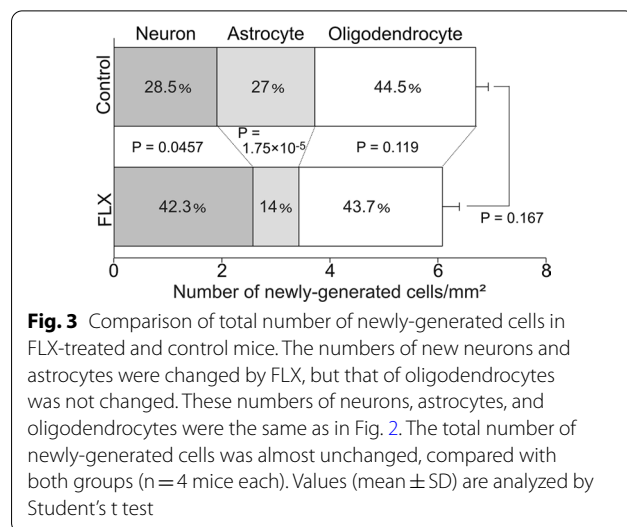 Neuron Astrocyte Oligodendrocyte
Control
28.5% 27% 44.5%
P = 0.0457
P =
1.75×10⁻⁵
P = 0.119
FLX
42.3% 14% 43.7%
P = 0.167
0 2 4 6 8
Number of newly-generated cells/mm²
Fig. 3 Comparison of total number of newly-generated cells in
FLX-treated and control mice. The numbers of new neurons and
astrocytes were changed by FLX, but that of oligodendrocytes
was not changed. These numbers of neurons, astrocytes, and
oligodendrocytes were the same as in Fig. 2. The total number of
newly-generated cells was almost unchanged, compared with
both groups (n = 4 mice each). Values (mean ± SD) are analyzed by
Student's t test